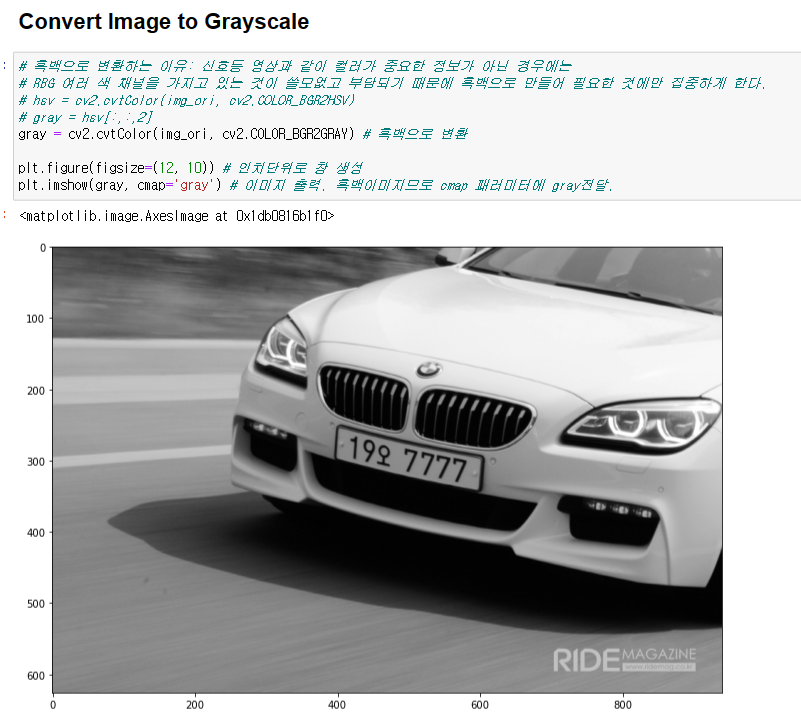 Convert Image to Grayscale
# 흑백으로 변환하는 이유: 신호등 영상과 같이 컬러가 중요한 정보가 아닌 경우에는
# RBG 여러 색 채널을 가지고 있는 것이 쓸모없고 부담되기 때문에 흑백으로 만들어 필요한 것에만 집중하게 한다.
# hsv = cv2.cvtColor(img_ori, cv2.COLOR_BGR2HSV)
# gray = hsv[:,:,2]
gray = cv2.cvtColor(img_ori, cv2.COLOR_BGR2GRAY) # 흑백으로 변환
plt.figure(figsize=(12, 10)) # 인치단위로 창 생성
plt.imshow(gray, cmap='gray') # 이미지 출력. 흑백이미지므로 cmap 패러미터에 gray전달.
<matplotlib.image.AxesImage at 0x1db0816b1f0>
0
100
200
300
400
500
600
19오 7777
RIDE MAGAZINE
www.ridemag.co.kr
0 200 400 600 800